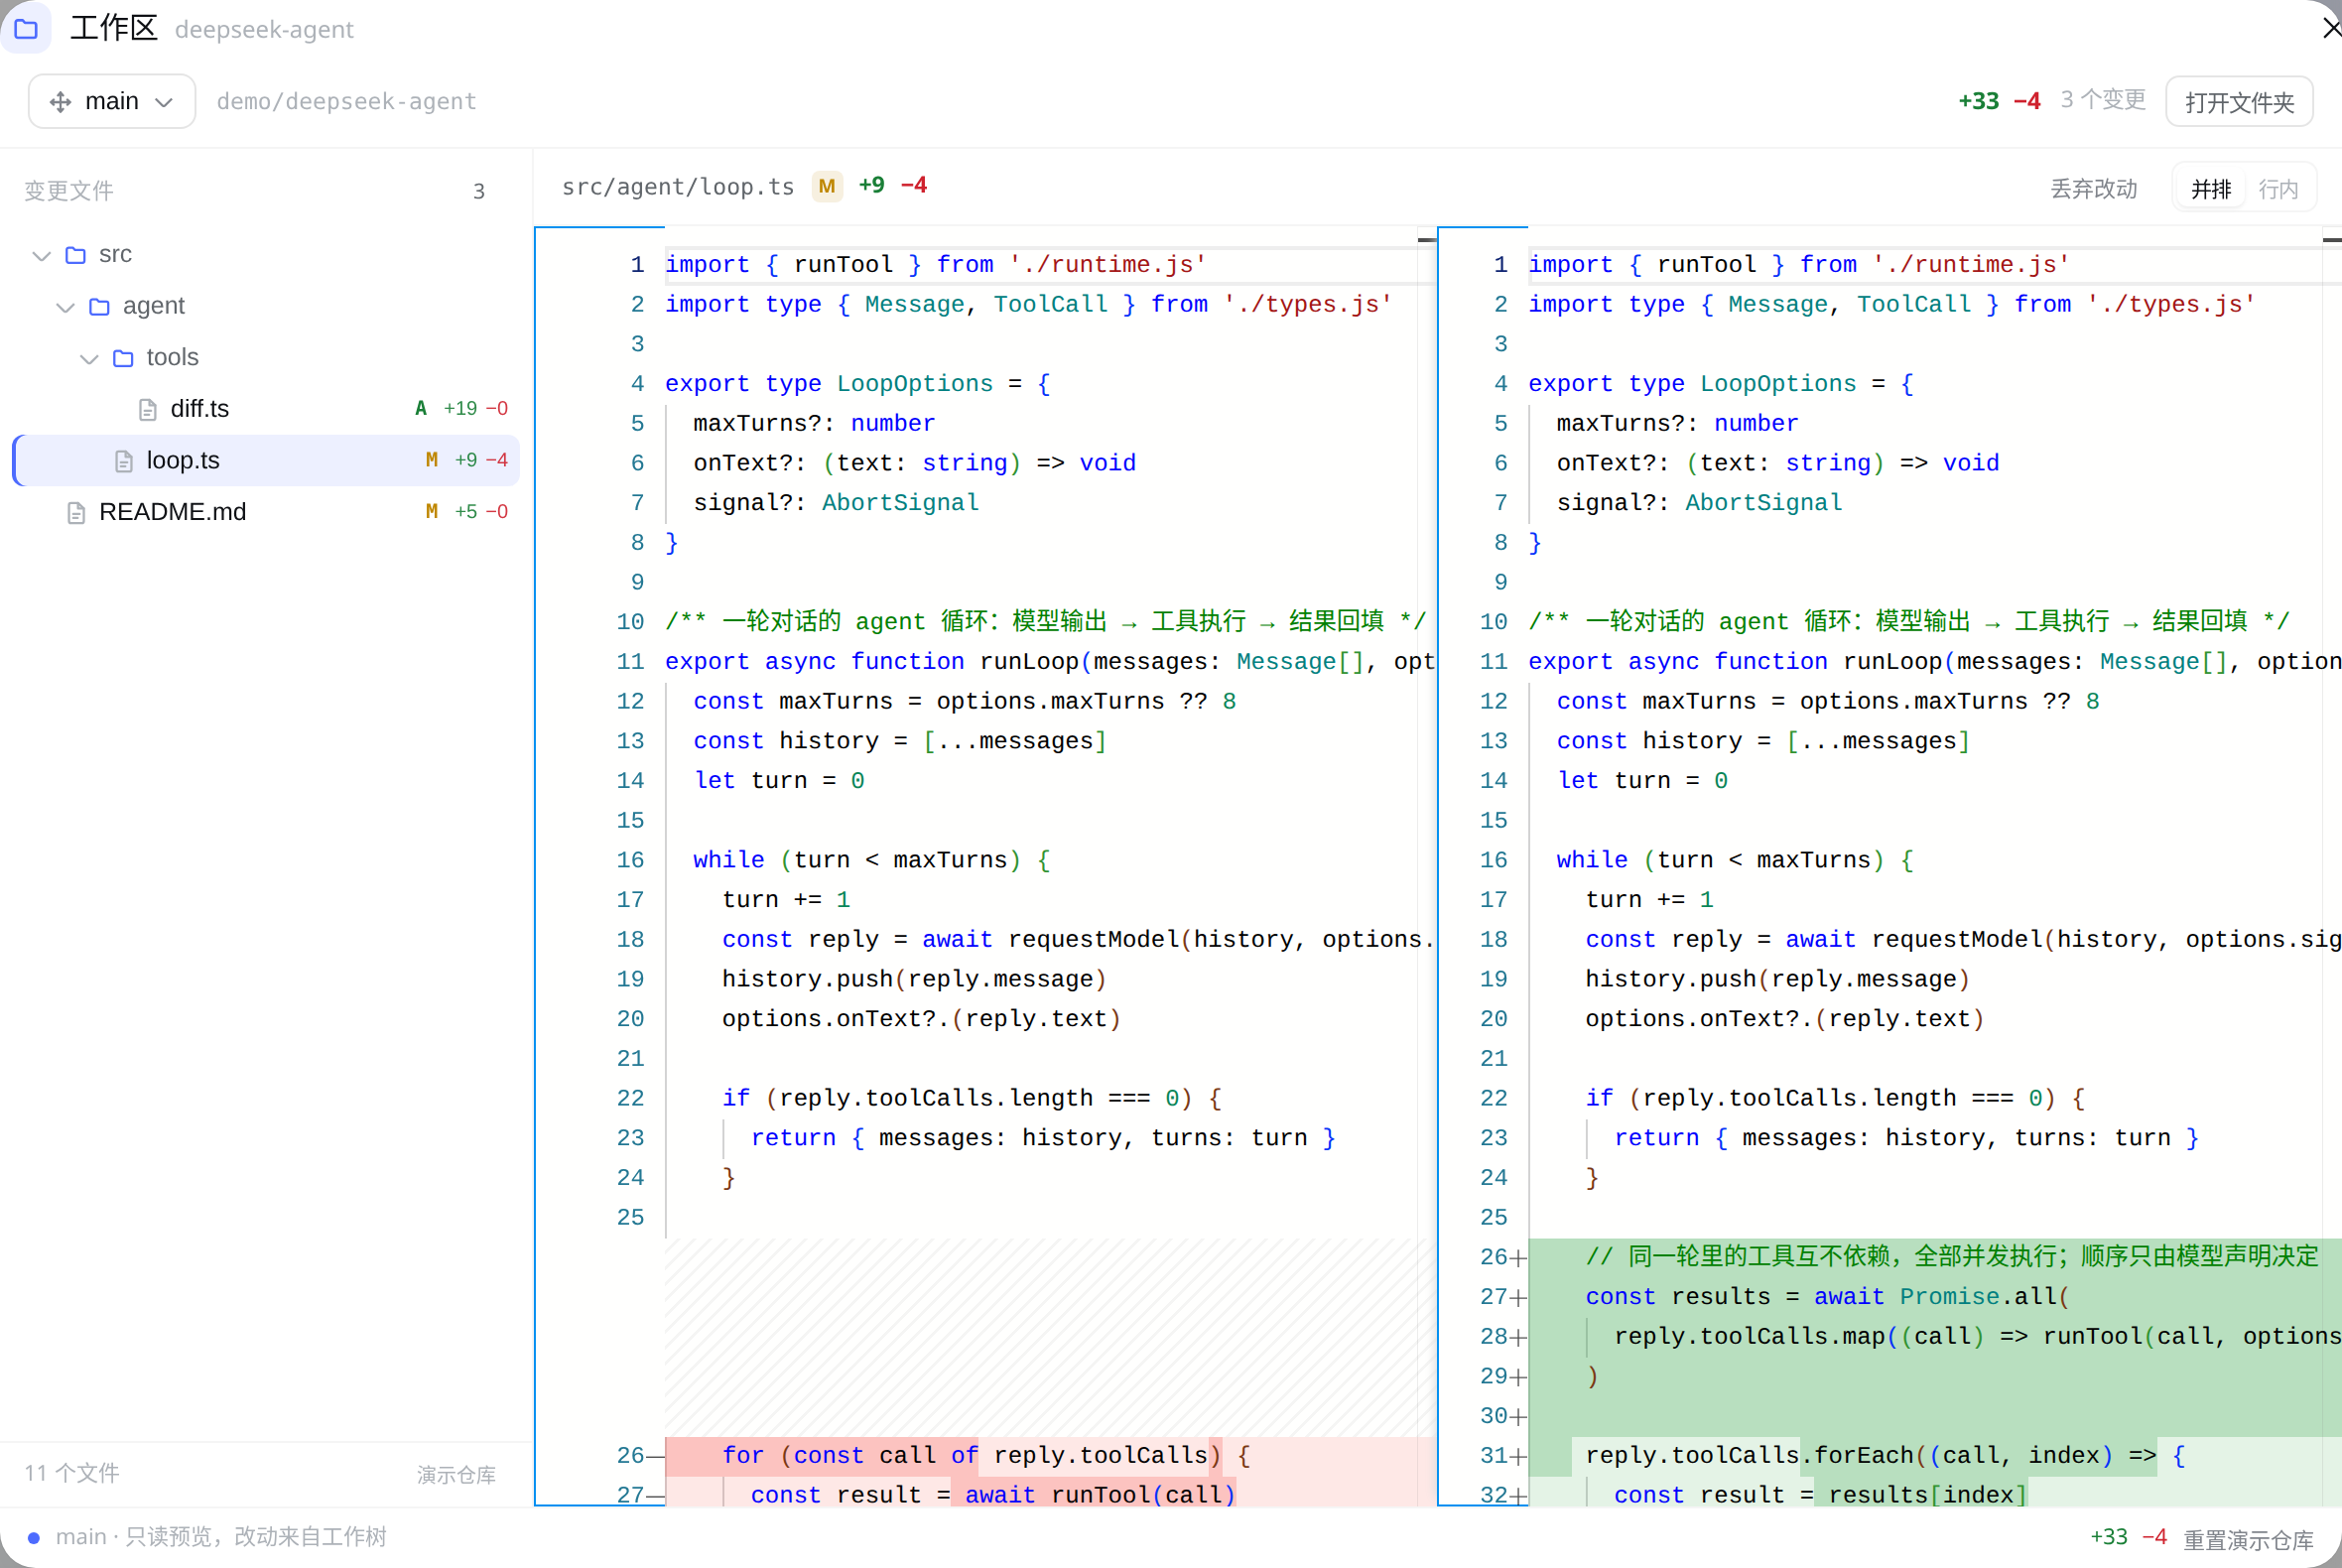 工作区 deepseek-agent
main demo/deepseek-agent +33 −4 3 个变更 打开文件夹
变更文件 3
src
agent
tools
diff.ts A +19 −0
loop.ts M +9 −4
README.md M +5 −0
11 个文件 演示仓库
src/agent/loop.ts M +9 −4 丢弃改动 并排 行内
1 import { runTool } from './runtime.js'
2 import type { Message, ToolCall } from './types.js'
3
4 export type LoopOptions = {
5 maxTurns?: number
6 onText?: (text: string) => void
7 signal?: AbortSignal
8 }
9
10 /** 一轮对话的 agent 循环：模型输出 → 工具执行 → 结果回填 */
11 export async function runLoop(messages: Message[], opt
12 const maxTurns = options.maxTurns ?? 8
13 const history = [...messages]
14 let turn = 0
15
16 while (turn < maxTurns) {
17 turn += 1
18 const reply = await requestModel(history, options.
19 history.push(reply.message)
20 options.onText?.(reply.text)
21
22 if (reply.toolCalls.length === 0) {
23 return { messages: history, turns: turn }
24 }
25
26— for (const call of reply.toolCalls) {
27— const result = await runTool(call)
1 import { runTool } from './runtime.js'
2 import type { Message, ToolCall } from './types.js'
3
4 export type LoopOptions = {
5 maxTurns?: number
6 onText?: (text: string) => void
7 signal?: AbortSignal
8 }
9
10 /** 一轮对话的 agent 循环：模型输出 → 工具执行 → 结果回填 */
11 export async function runLoop(messages: Message[], option
12 const maxTurns = options.maxTurns ?? 8
13 const history = [...messages]
14 let turn = 0
15
16 while (turn < maxTurns) {
17 turn += 1
18 const reply = await requestModel(history, options.sig
19 history.push(reply.message)
20 options.onText?.(reply.text)
21
22 if (reply.toolCalls.length === 0) {
23 return { messages: history, turns: turn }
24 }
25
26+ // 同一轮里的工具互不依赖，全部并发执行；顺序只由模型声明决定
27+ const results = await Promise.all(
28+ reply.toolCalls.map((call) => runTool(call, options
29+ )
30+
31+ reply.toolCalls.forEach((call, index) => {
32+ const result = results[index]
main · 只读预览，改动来自工作树 +33 −4 重置演示仓库